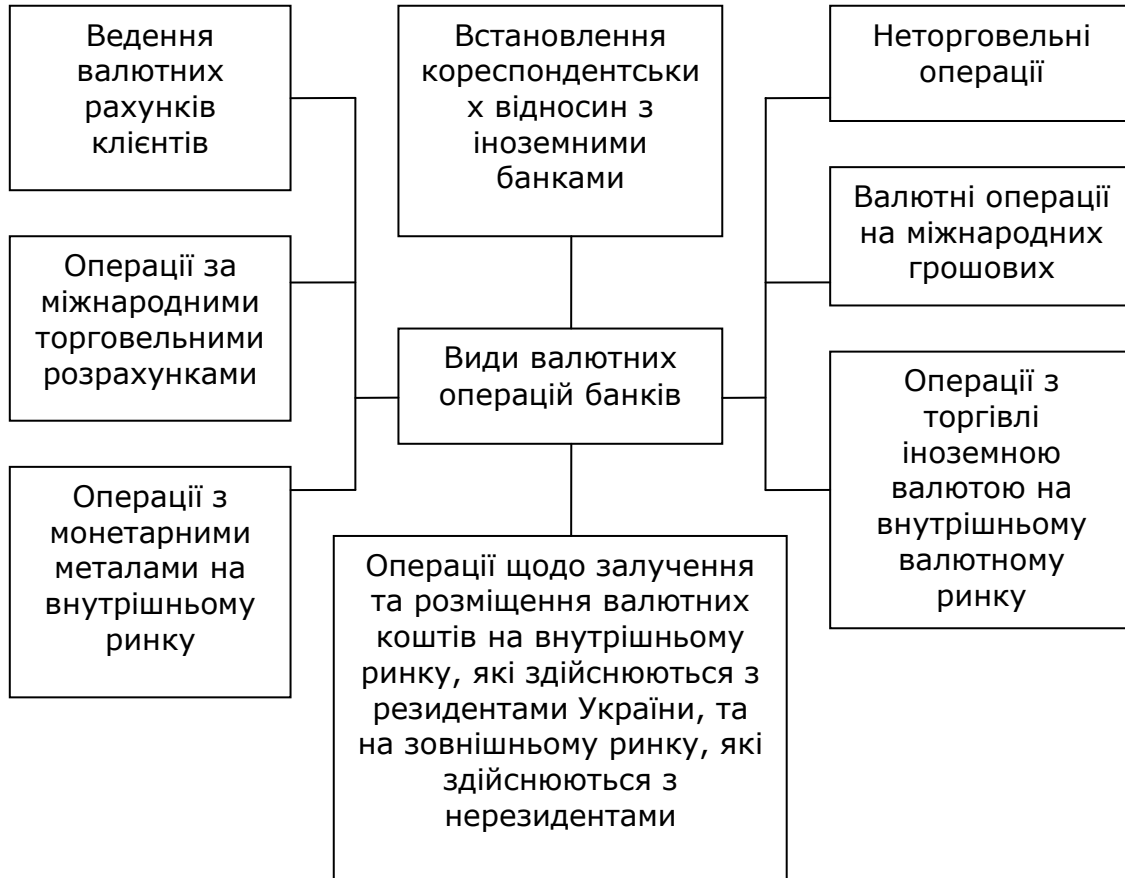 Ведення
валютних
рахунків
клієнтів
Встановлення
кореспондентськи
х відносин з
іноземними
банками
Неторговельні
операції
Валютні операції
на міжнародних
грошових
Операції за
міжнародними
торговельними
розрахунками
Види валютних
операцій банків
Операції з
торгівлі
іноземною
валютою на
внутрішньому
валютному
ринку
Операції з
монетарними
металами на
внутрішньому
ринку
Операції щодо залучення
та розміщення валютних
коштів на внутрішньому
ринку, які здійснюються з
резидентами України, та
на зовнішньому ринку, які
здійснюються з
нерезидентами